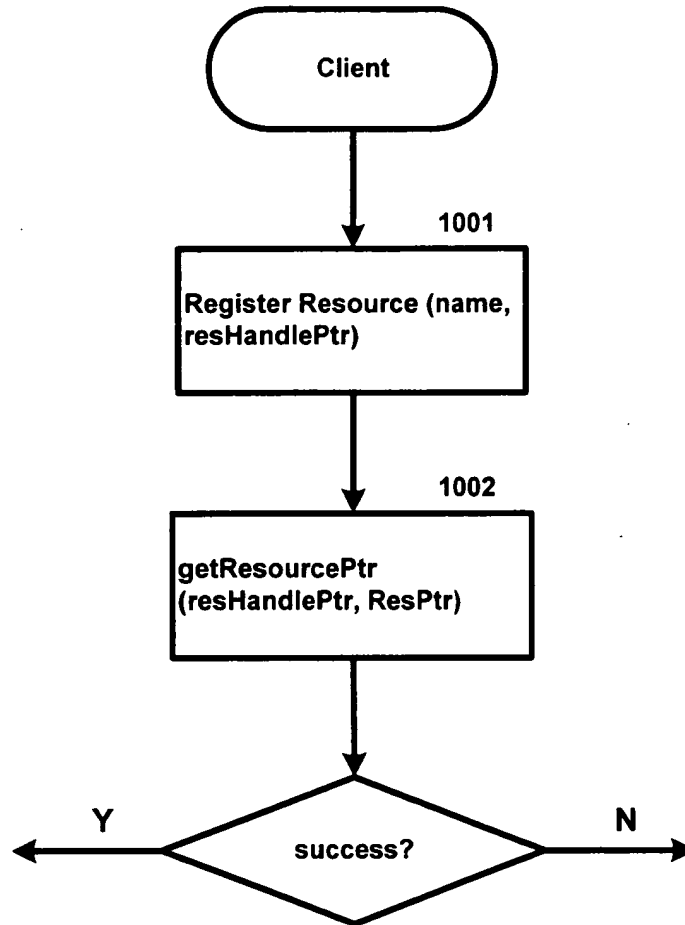 Client
1001
Register Resource (name,
resHandlePtr)
1002
getResourcePtr
(resHandlePtr, ResPtr)
Y
success?
N